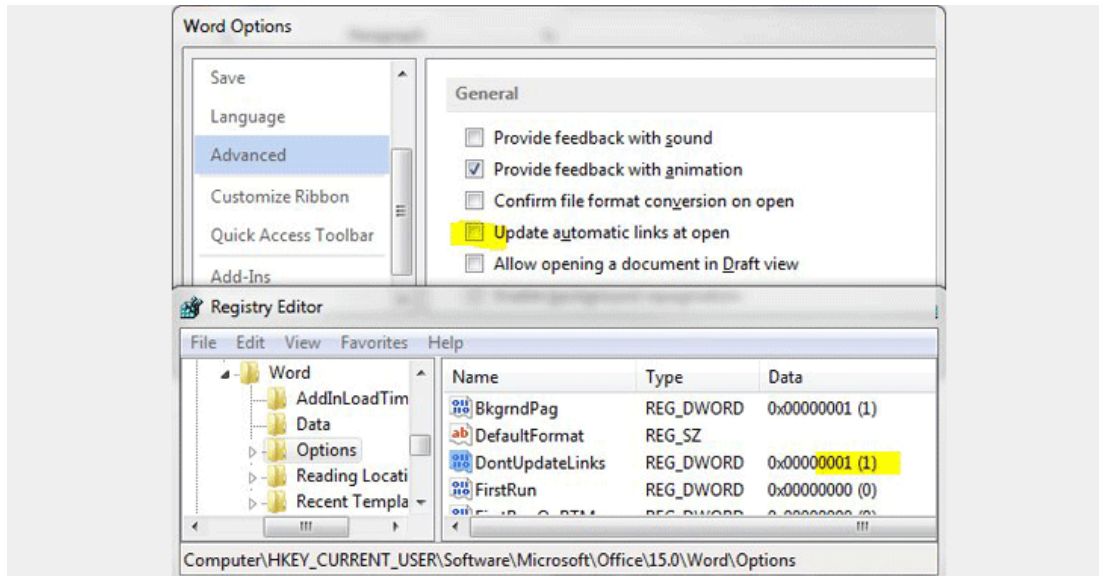 Word Options
Save
Language
Advanced
Customize Ribbon
Quick Access Toolbar
Add-Ins
General
Provide feedback with sound
Provide feedback with animation
Confirm file format conversion on open
Update automatic links at open
Allow opening a document in Draft view
Registry Editor
File Edit View Favorites Help
Word
AddInLoadTim
Data
Options
Reading Locati
Recent Templa
Name Type Data
BkgrndPag REG_DWORD 0x00000001 (1)
DefaultFormat REG_SZ
DontUpdateLinks REG_DWORD 0x00000001 (1)
FirstRun REG_DWORD 0x00000000 (0)
Computer\HKEY_CURRENT_USER\Software\Microsoft\Office\15.0\Word\Options